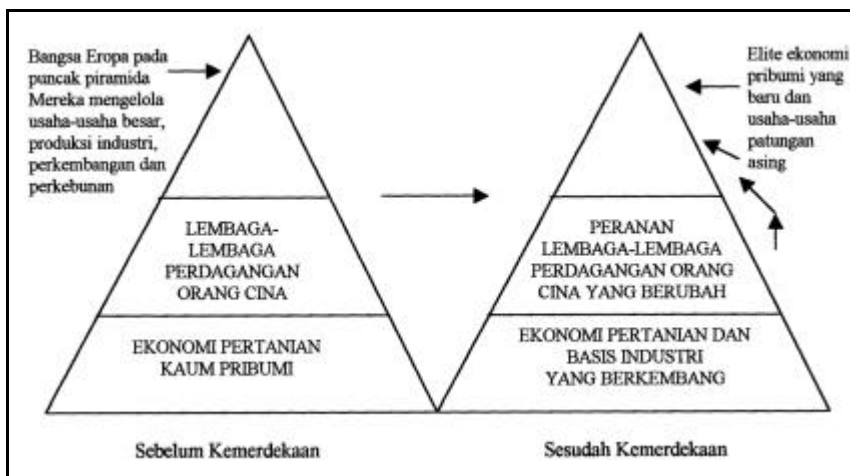 Bangsa Eropa pada
puncak piramida
Mereka mengelola
usaha-usaha besar,
produksi industri,
perkembangan dan
perkebunan
LEMBAGA-
LEMBAGA
PERDAGANGAN
ORANG CINA
EKONOMI PERTANIAN
KAUM PRIBUMI
Sebelum Kemerdekaan
Elite ekonomi
pribumi yang
baru dan
usaha-usaha
patungan
asing
PERANAN
LEMBAGA-LEMBAGA
PERDAGANGAN ORANG
CINA YANG BERUBAH
EKONOMI PERTANIAN DAN
BASIS INDUSTRI
YANG BERKEMBANG
Sesudah Kemerdekaan